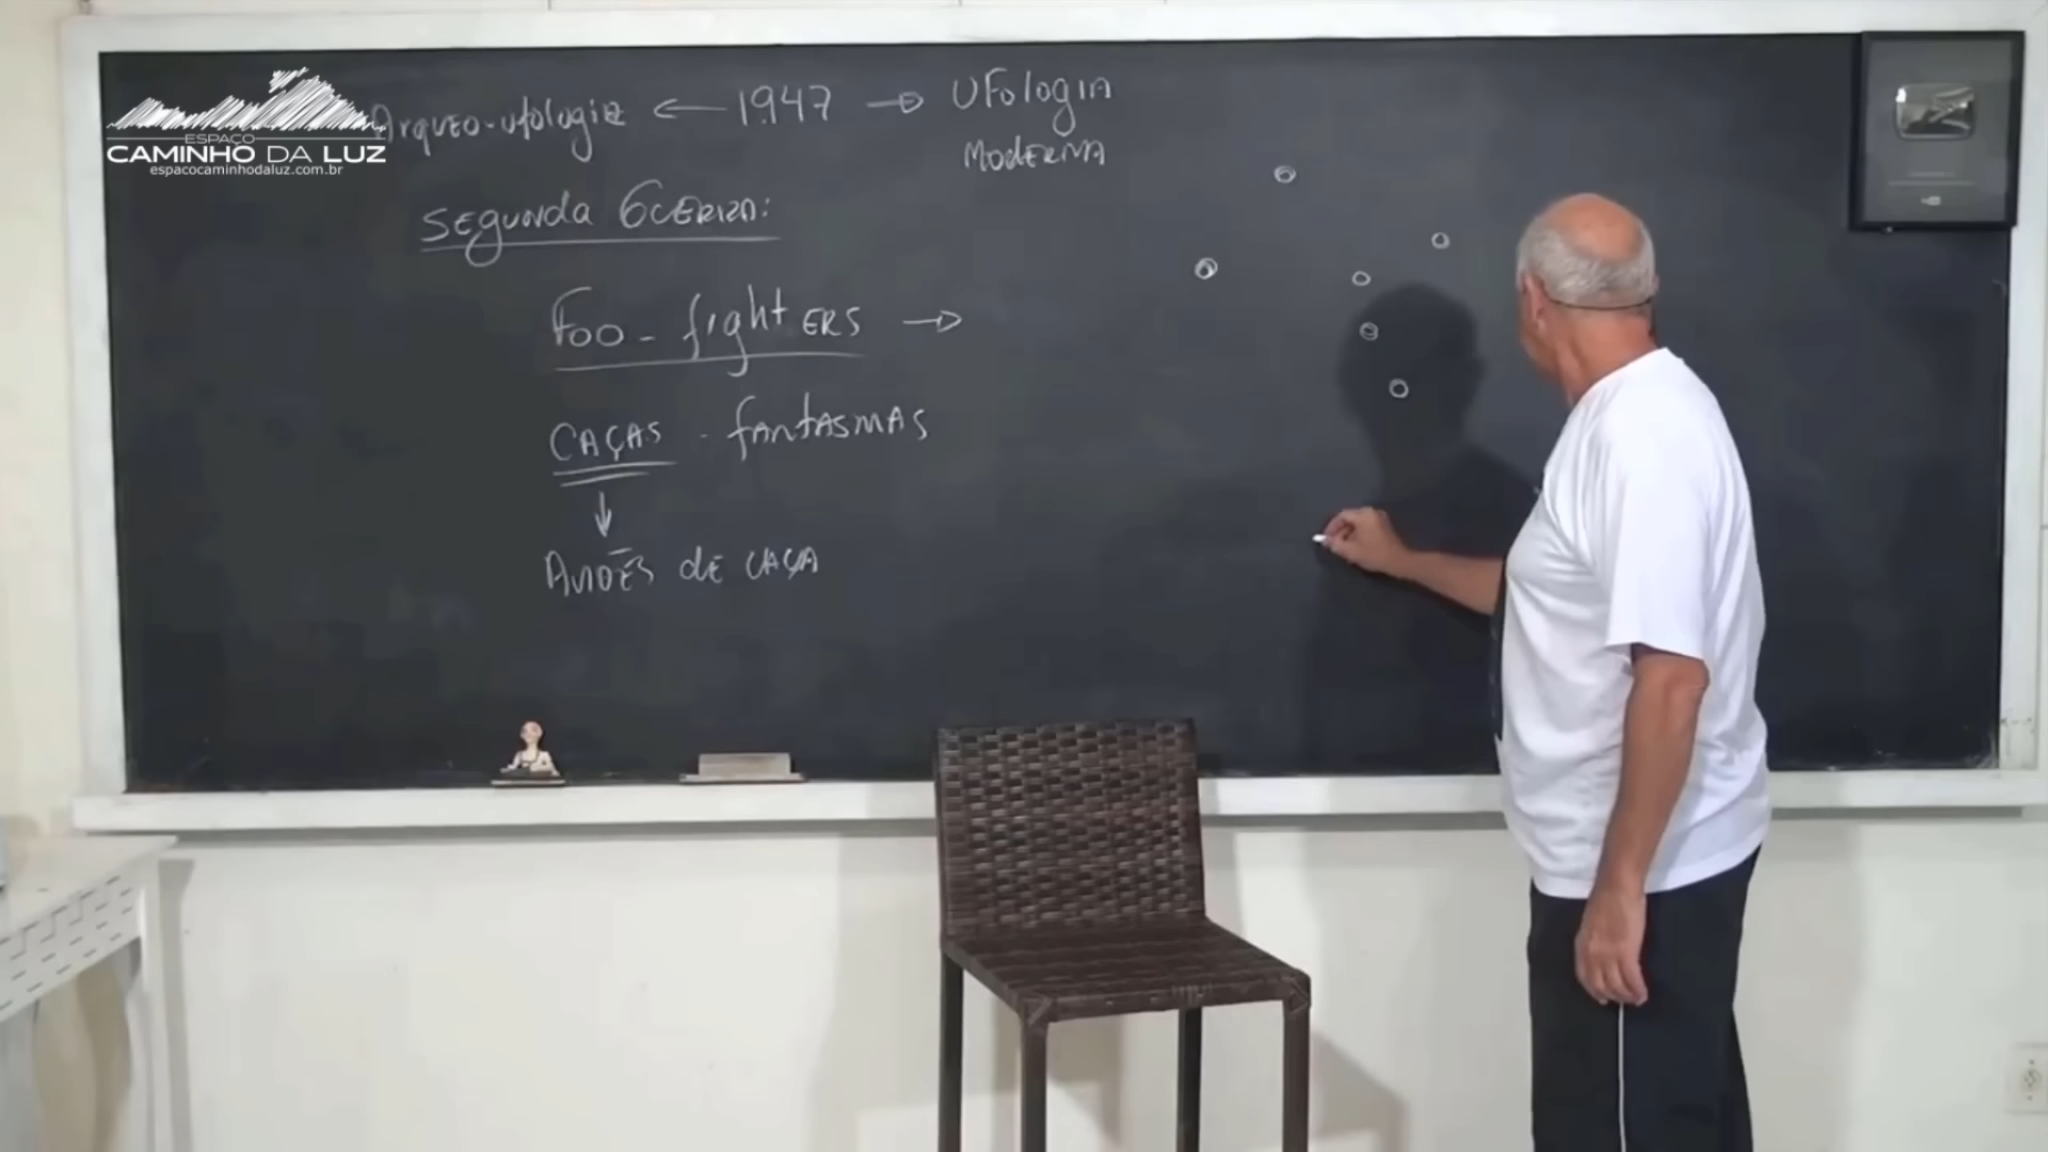 Arqueo-ufologia ← 1947 → UFologia
Moderna
ESPAÇO
CAMINHO DA LUZ
espacocaminhodaluz.com.br
Segunda Guerra:
Foo-fighters →
Caças - fantasmas
↓
Aviões de caça